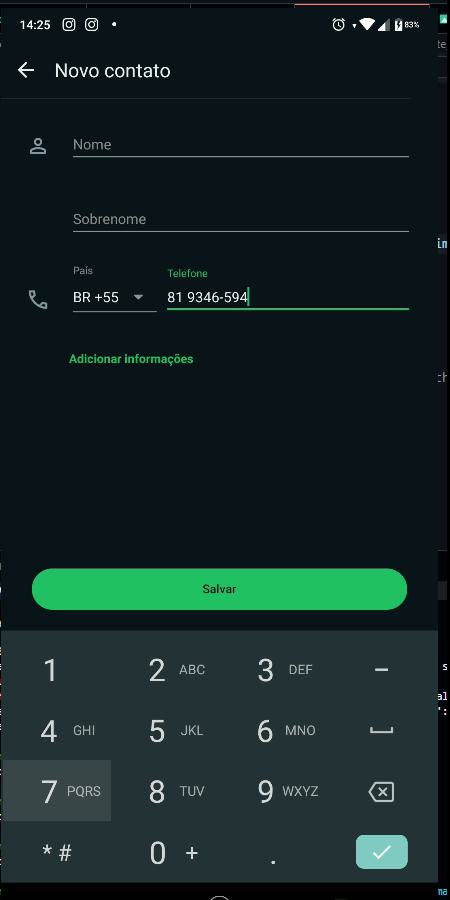 14:25 83%
Novo contato
Nome
Sobrenome
País Telefone
BR +55 81 9346-594
Adicionar informações
Salvar
1 2 ABC 3 DEF -
4 GHI 5 JKL 6 MNO
7 PQRS 8 TUV 9 WXYZ
* # 0 + .